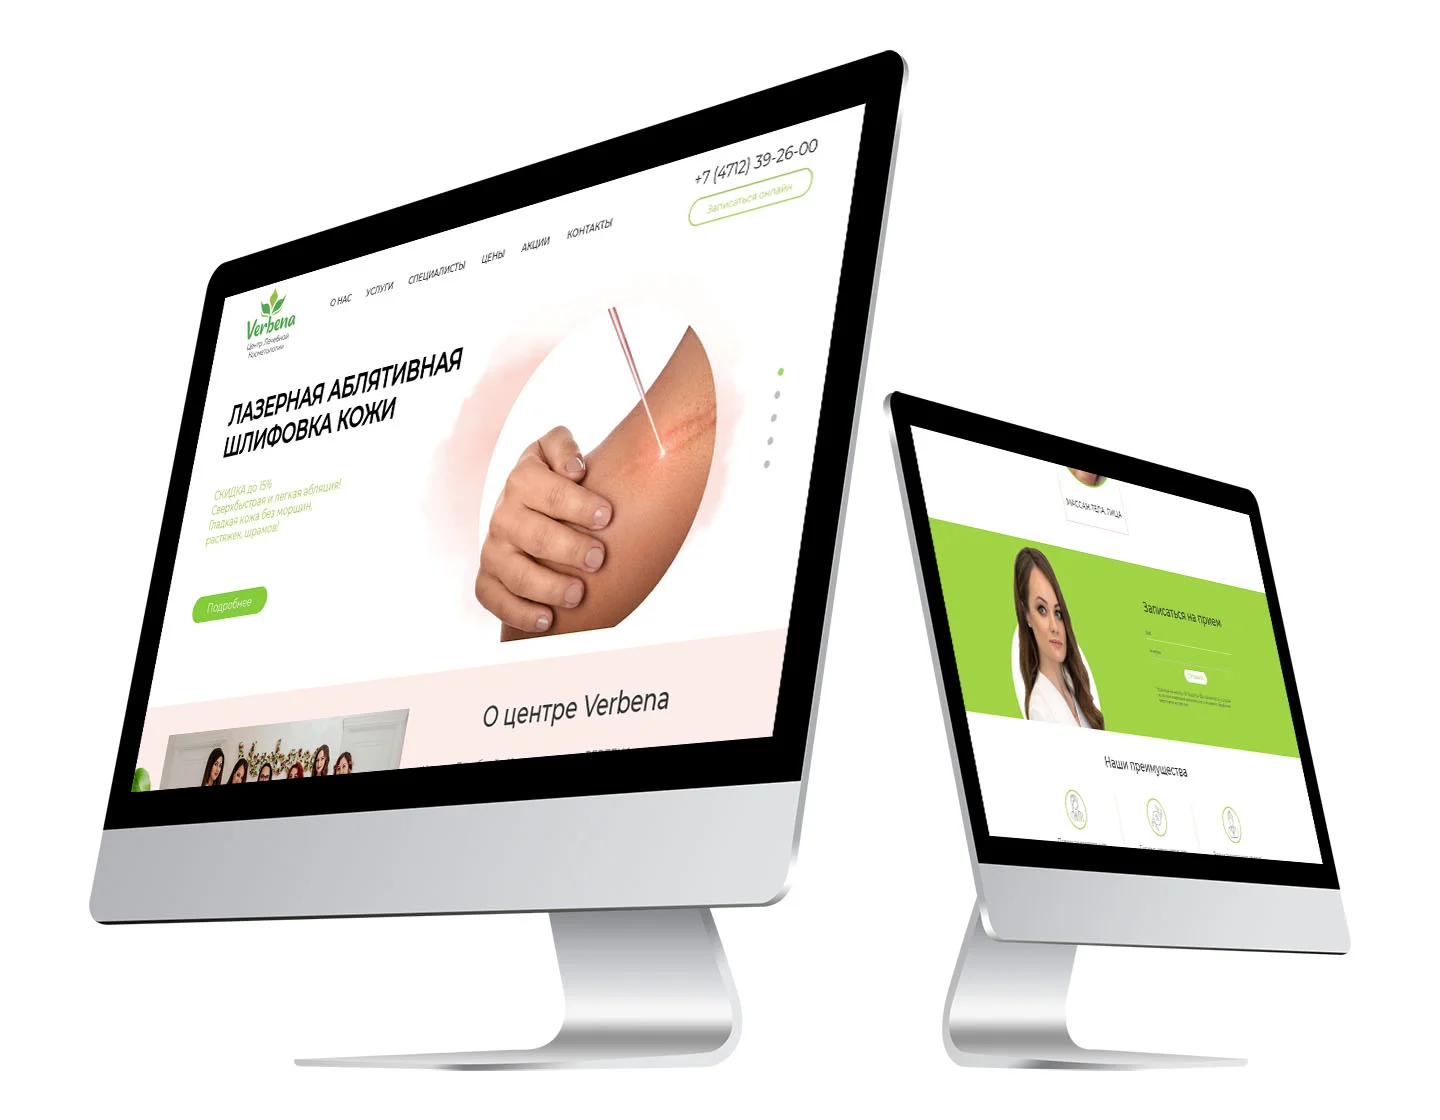 +7 (4712) 39-26-00
Записаться онлайн
О НАС УСЛУГИ СПЕЦИАЛИСТЫ ЦЕНЫ АКЦИИ КОНТАКТЫ
Verbena
Центр Лечебной
Косметологии
ЛАЗЕРНАЯ АБЛЯТИВНАЯ
ШЛИФОВКА КОЖИ
СКИДКА до 15%
Сверхбыстрая и легкая абляция!
Гладкая кожа без морщин,
растяжек, шрамов!
Подробнее
О центре Verbena
МАССАЖ ТЕЛА, ЛИЦА
Записаться на прием
Наши преимущества